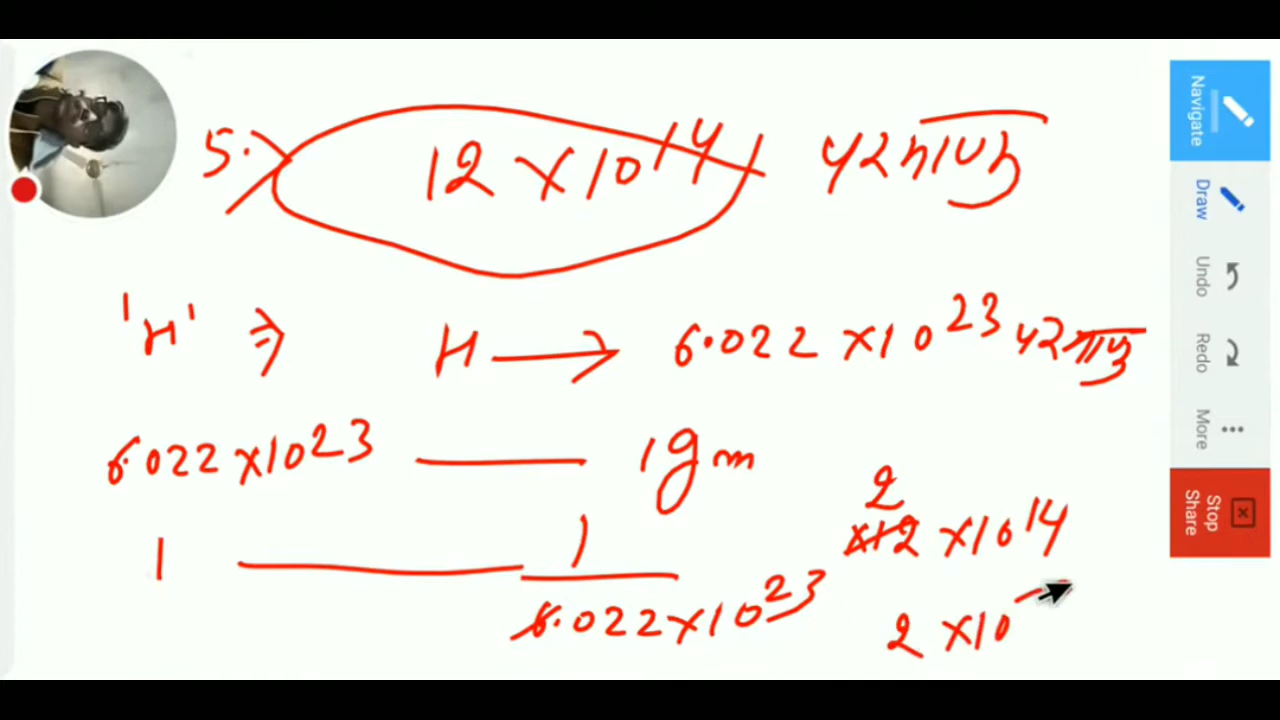 5.) 12 × 10¹⁴ परमाणु
'H' ⇒ H → 6.022 × 10²³ परमाणु
6.022 × 10²³ — 1 gm
1 — 1/6.022 × 10²³
2
×12 × 10¹⁴
2 × 10⁻
Navigate
Draw
Undo
Redo
More
Stop
Share